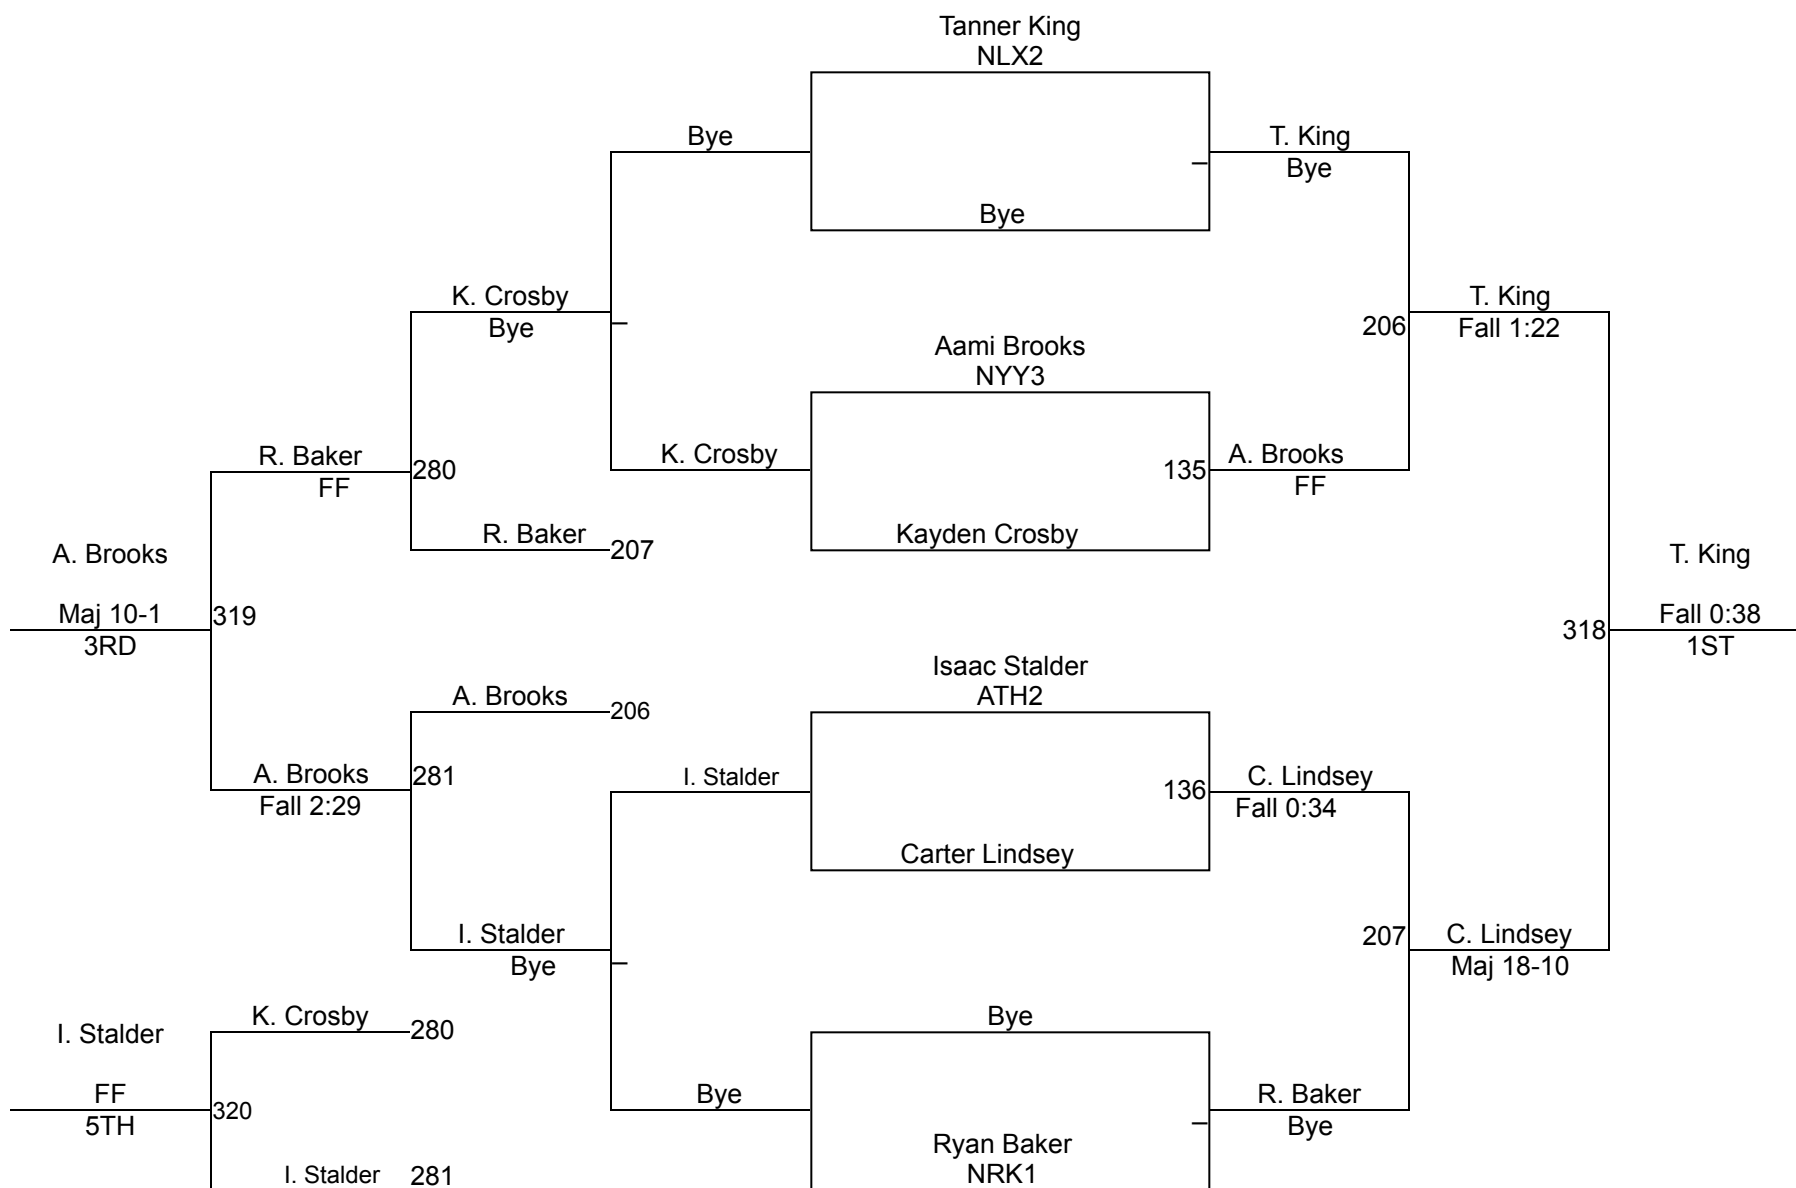 Tanner King
NLX2
Bye
T. King
Bye
Bye
K. Crosby
Bye
T. King
Fall 1:22
206
Aami Brooks
NYY3
R. Baker
FF
280
K. Crosby
135
A. Brooks
FF
R. Baker
207
Kayden Crosby
A. Brooks
Maj 10-1
3RD
319
T. King
Fall 0:38
1ST
318
Isaac Stalder
ATH2
A. Brooks
206
A. Brooks
Fall 2:29
281
I. Stalder
136
C. Lindsey
Fall 0:34
Carter Lindsey
I. Stalder
Bye
207
C. Lindsey
Maj 18-10
K. Crosby
280
Bye
I. Stalder
FF
5TH
320
Bye
R. Baker
Bye
Ryan Baker
NRK1
I. Stalder
281